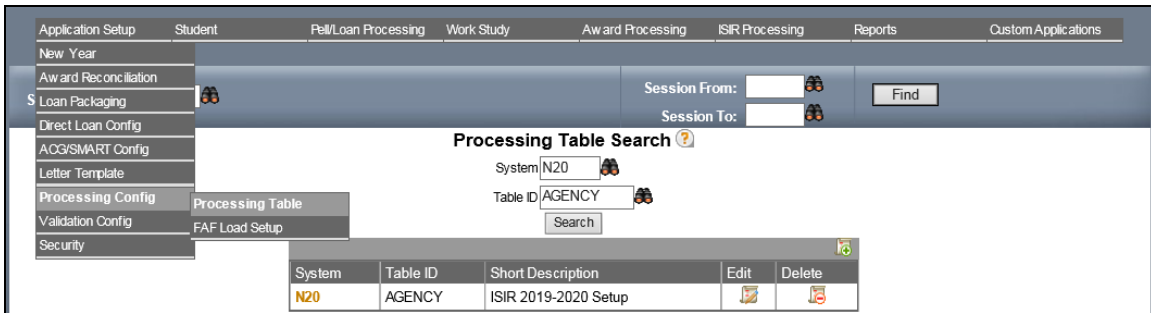 Application Setup Student Pell/Loan Processing Work Study Award Processing ISIR Processing Reports Custom Applications
New Year
Award Reconciliation
S Loan Packaging
Session From: Find
Direct Loan Config
Session To:
ACG/SMART Config
Processing Table Search ?
Letter Template
System N20
Processing Config Processing Table
Table ID AGENCY
Validation Config FAF Load Setup
Search
Security
System Table ID Short Description Edit Delete
N20 AGENCY ISIR 2019-2020 Setup